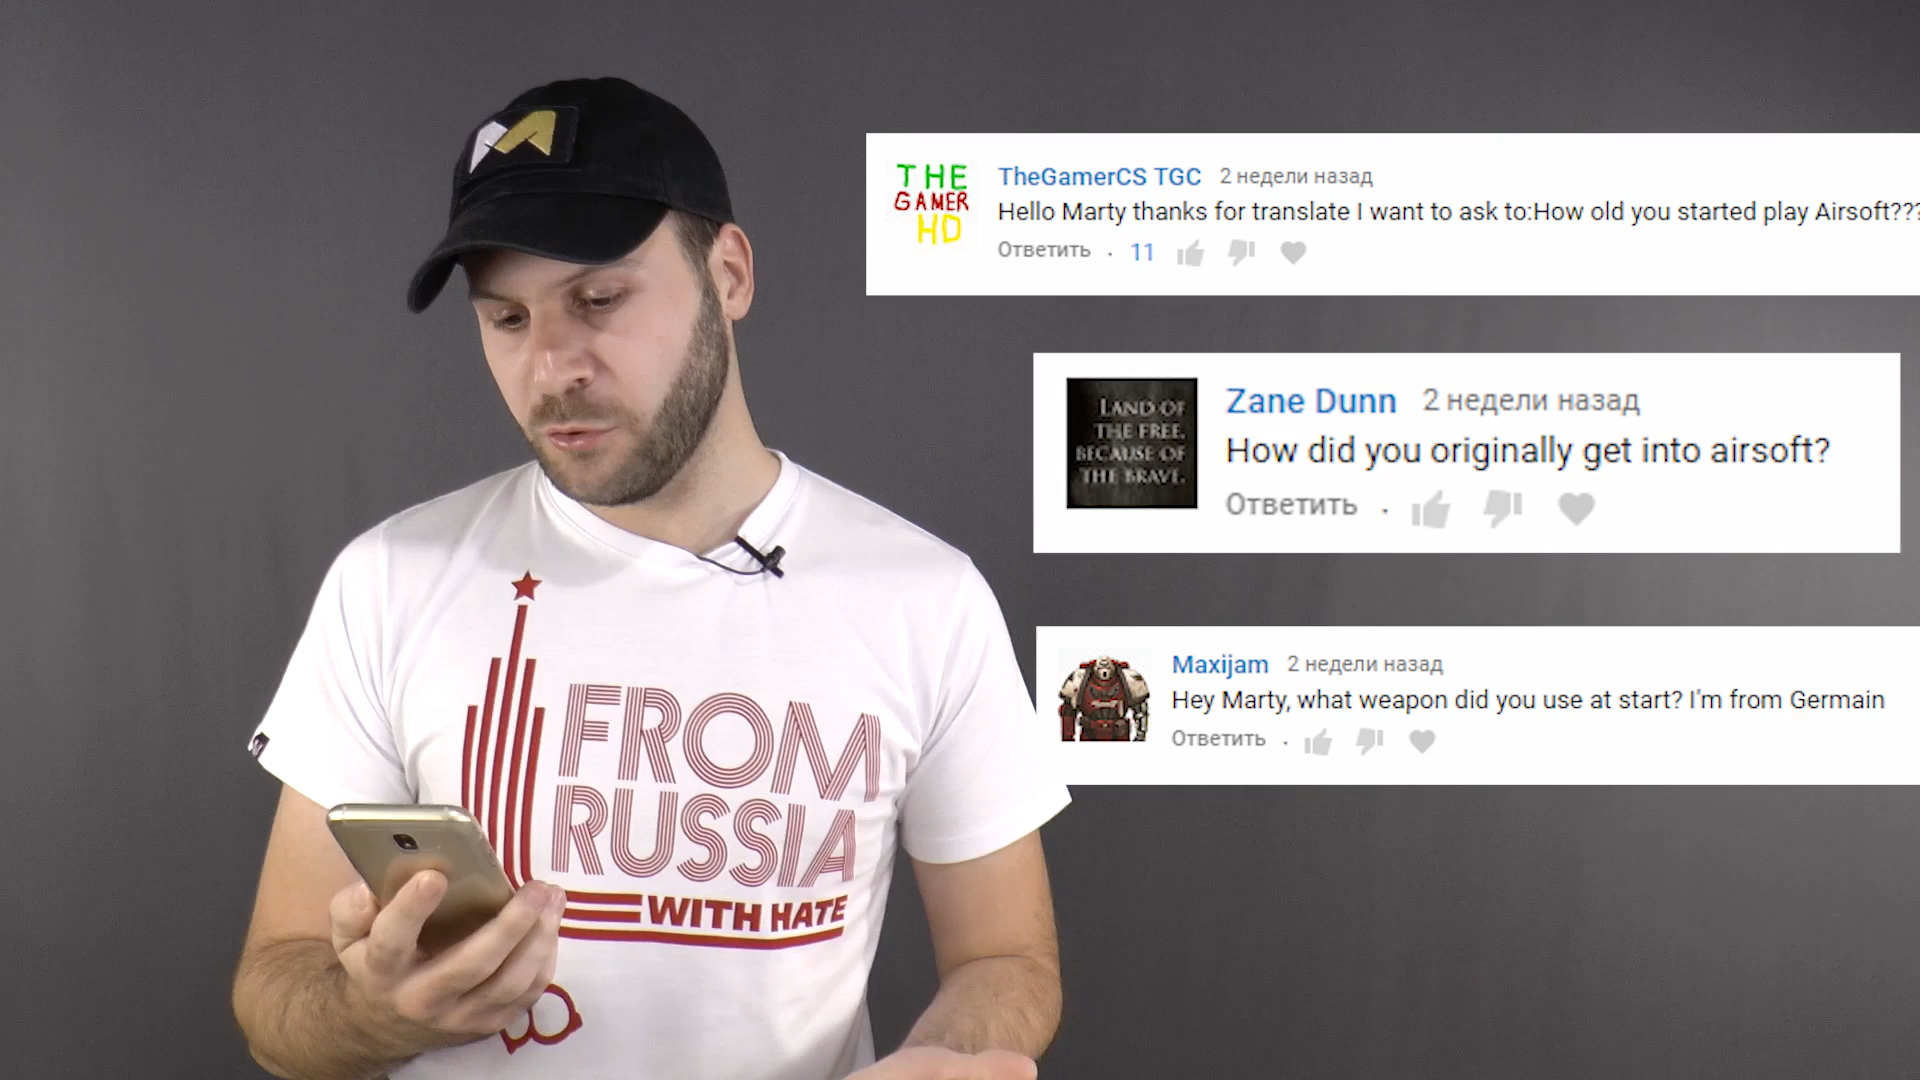 THE
GAMER
HD
TheGamerCS TGC 2 недели назад
Hello Marty thanks for translate I want to ask to:How old you started play Airsoft???
Ответить · 11
LAND OF
THE FREE,
BECAUSE OF
THE BRAVE.
Zane Dunn 2 недели назад
How did you originally get into airsoft?
Ответить ·
Maxijam 2 недели назад
Hey Marty, what weapon did you use at start? I'm from Germain
Ответить ·
FROM
RUSSIA
WITH HATE